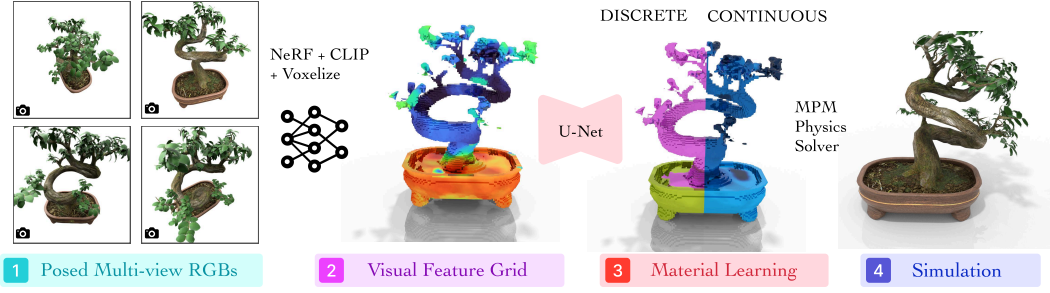 NeRF + CLIP
+ Voxelize
U-Net
DISCRETE
CONTINUOUS
MPM
Physics
Solver
1 Posed Multi-view RGBs
2 Visual Feature Grid
3 Material Learning
4 Simulation